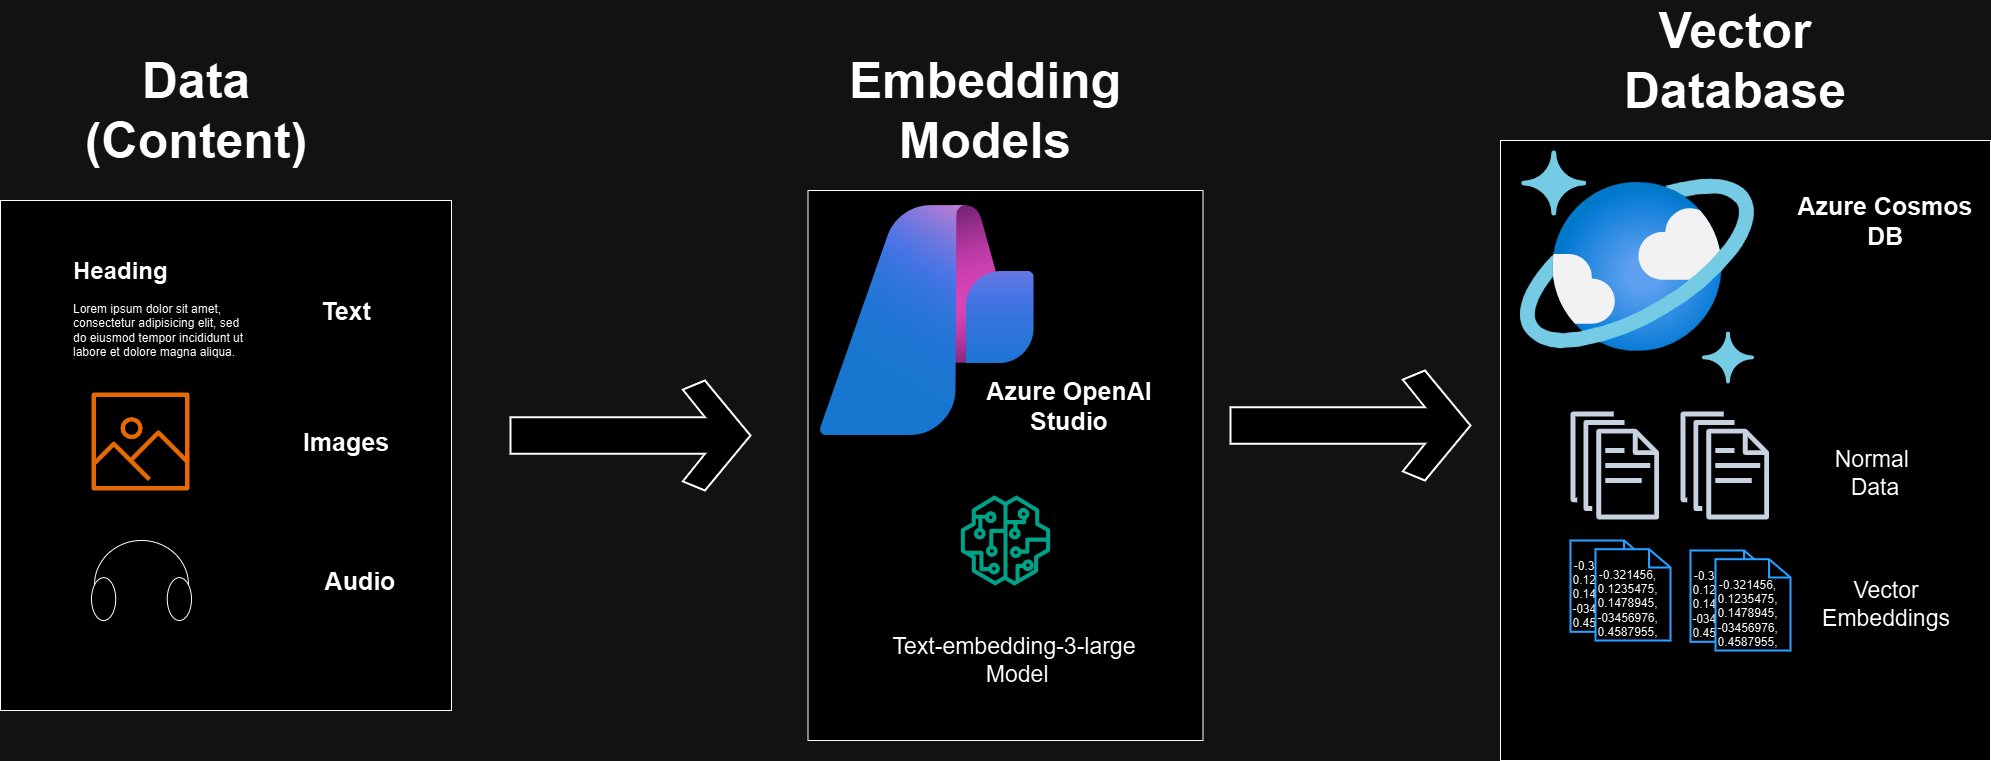 Data
(Content)
Heading
Lorem ipsum dolor sit amet,
consectetur adipisicing elit, sed
do eiusmod tempor incididunt ut
labore et dolore magna aliqua.
Text
Images
Audio
Embedding
Models
Azure OpenAI
Studio
Text-embedding-3-large
Model
Vector
Database
Azure Cosmos
DB
Normal
Data
-0.3
0.12
0.14
-034
0.45
-0.321456,
0.1235475,
0.1478945,
-03456976,
0.4587955,
-0.3
0.12
0.14
-034
0.45
-0.321456,
0.1235475,
0.1478945,
-03456976,
0.4587955,
Vector
Embeddings